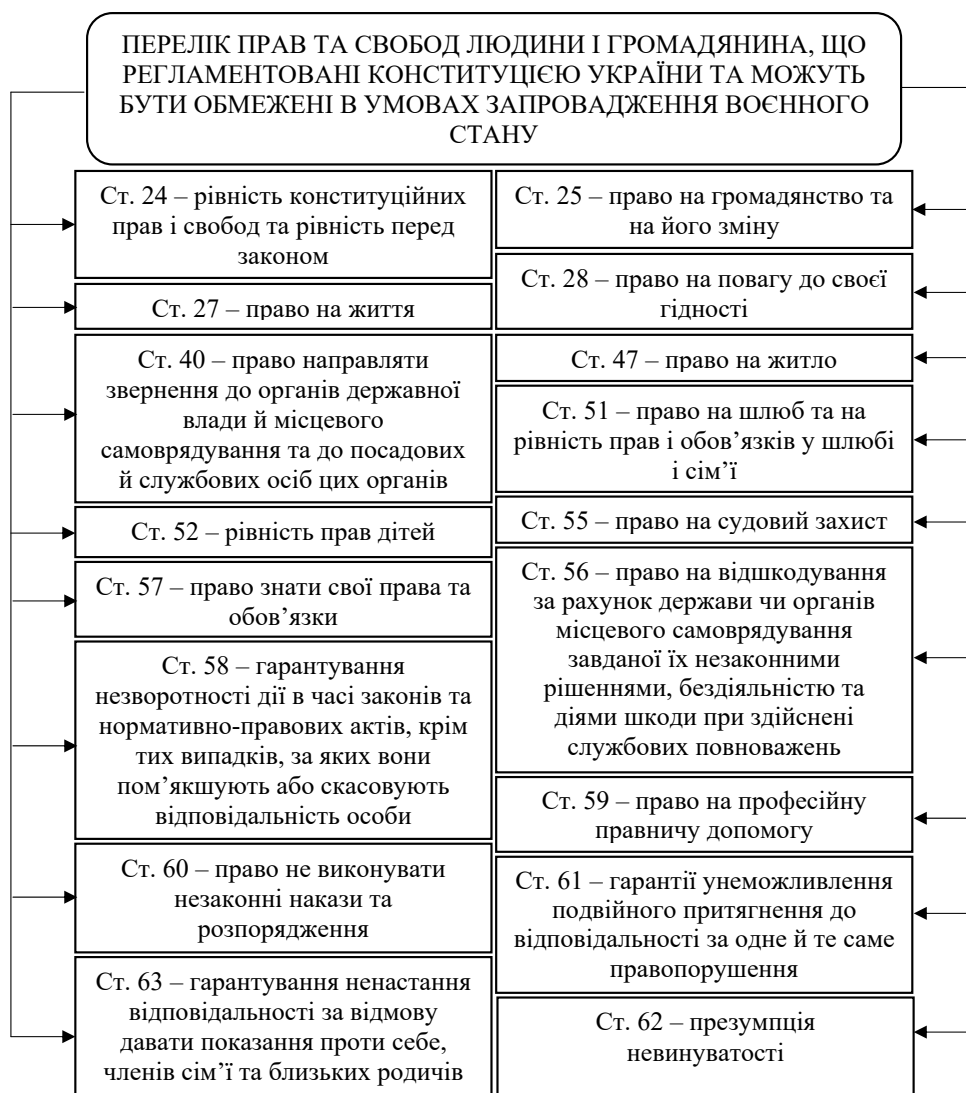 ПЕРЕЛІК ПРАВ ТА СВОБОД ЛЮДИНИ І ГРОМАДЯНИНА, ЩО
РЕГЛАМЕНТОВАНІ КОНСТИТУЦІЄЮ УКРАЇНИ ТА МОЖУТЬ
БУТИ ОБМЕЖЕНІ В УМОВАХ ЗАПРОВАДЖЕННЯ ВОЄННОГО
СТАНУ
Ст. 24 – рівність конституційних
прав і свобод та рівність перед
законом
Ст. 25 – право на громадянство та
на його зміну
Ст. 27 – право на життя
Ст. 28 – право на повагу до своєї
гідності
Ст. 40 – право направляти
звернення до органів державної
влади й місцевого
самоврядування та до посадових
й службових осіб цих органів
Ст. 47 – право на житло
Ст. 51 – право на шлюб та на
рівність прав і обов’язків у шлюбі
і сім’ї
Ст. 52 – рівність прав дітей
Ст. 55 – право на судовий захист
Ст. 57 – право знати свої права та
обов’язки
Ст. 56 – право на відшкодування
за рахунок держави чи органів
місцевого самоврядування
завданої їх незаконними
рішеннями, бездіяльністю та
діями шкоди при здійснені
службових повноважень
Ст. 58 – гарантування
незворотності дії в часі законів та
нормативно-правових актів, крім
тих випадків, за яких вони
пом’якшують або скасовують
відповідальність особи
Ст. 59 – право на професійну
правничу допомогу
Ст. 60 – право не виконувати
незаконні накази та
розпорядження
Ст. 61 – гарантії унеможливлення
подвійного притягнення до
відповідальності за одне й те саме
правопорушення
Ст. 63 – гарантування ненастання
відповідальності за відмову
давати показання проти себе,
членів сім’ї та близьких родичів
Ст. 62 – презумпція
невинуватості